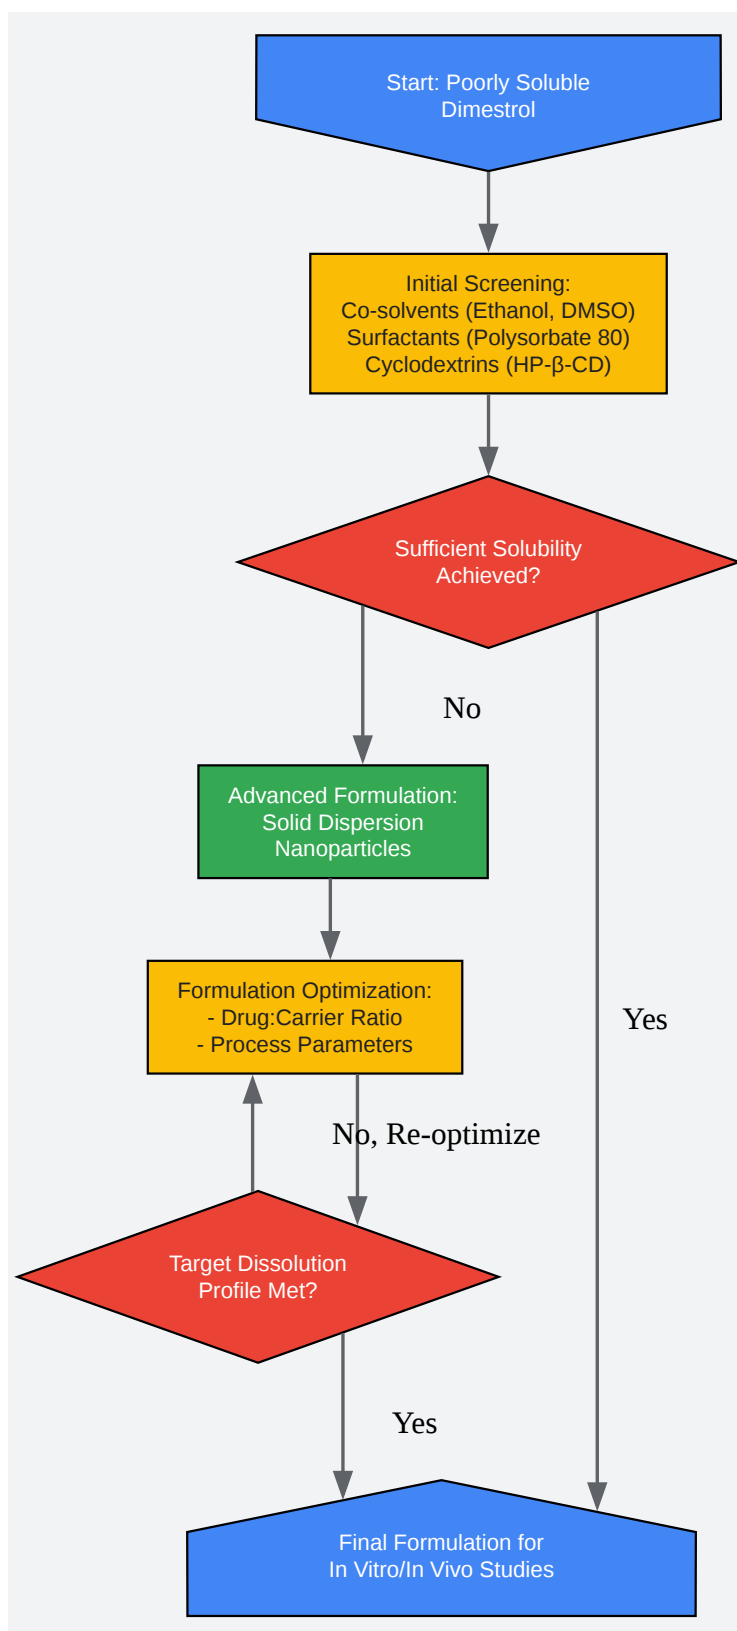 Start: Poorly Soluble
Dimestrol
Initial Screening:
Co-solvents (Ethanol, DMSO)
Surfactants (Polysorbate 80)
Cyclodextrins (HP-β-CD)
Sufficient Solubility
Achieved?
No
Advanced Formulation:
Solid Dispersion
Nanoparticles
Formulation Optimization:
- Drug:Carrier Ratio
- Process Parameters
Yes
No, Re-optimize
Target Dissolution
Profile Met?
Yes
Final Formulation for
In Vitro/In Vivo Studies